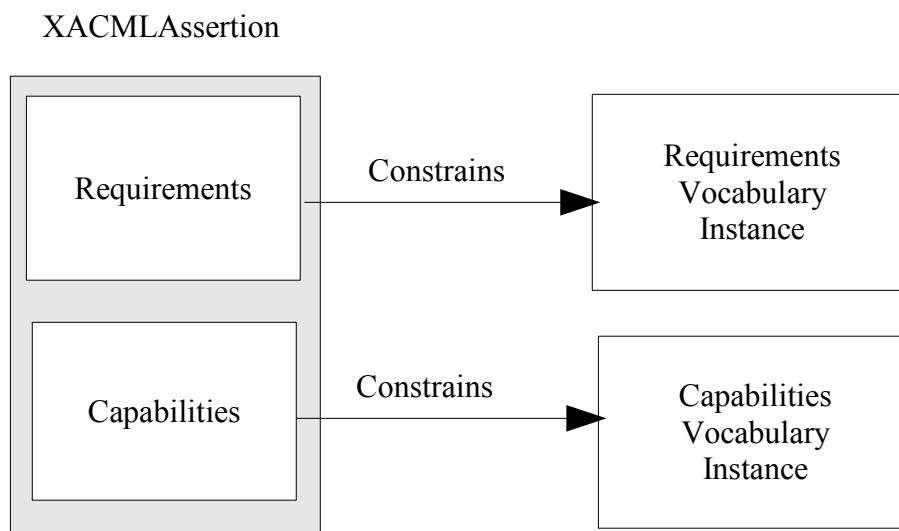 XACMLAssertion
Requirements
Constrains
Requirements
Vocabulary
Instance
Capabilities
Constrains
Capabilities
Vocabulary
Instance